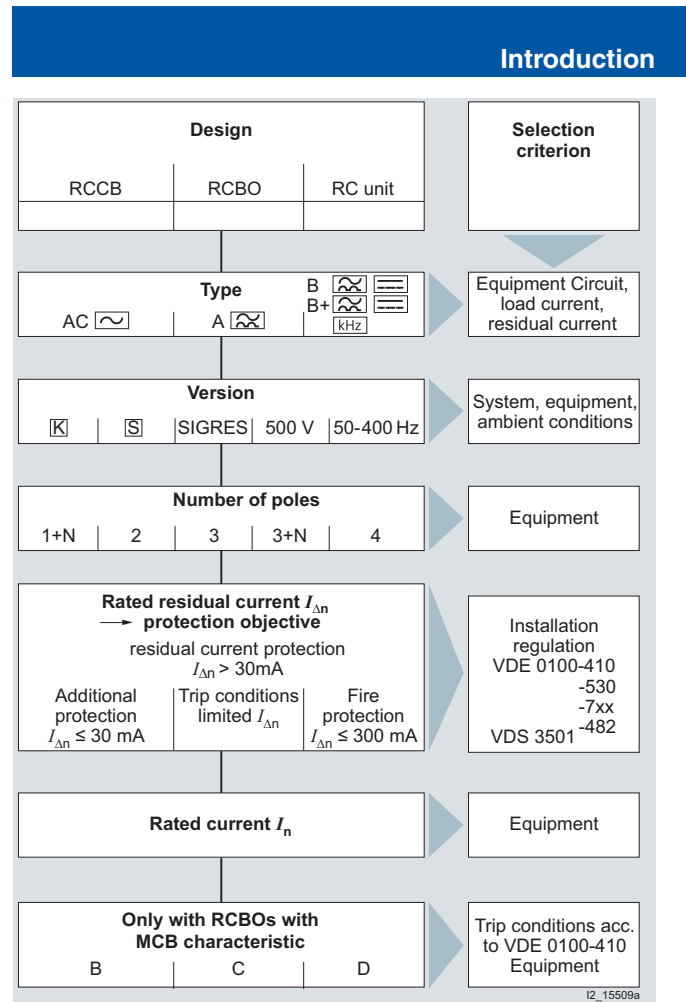 Introduction
Design
RCCB RCBO RC unit
Selection
criterion
Type
AC A
B
B+
kHz
Equipment Circuit,
load current,
residual current
Version
K S SIGRES 500 V 50-400 Hz
System, equipment,
ambient conditions
Number of poles
1+N 2 3 3+N 4
Equipment
Rated residual current IΔn
→ protection objective
residual current protection
IΔn > 30mA
Additional
protection
IΔn ≤ 30 mA
Trip conditions
limited IΔn
Fire
protection
IΔn ≤ 300 mA
Installation
regulation
VDE 0100-410
-530
-7xx
-482
VDS 3501
Rated current In
Equipment
Only with RCBOs with
MCB characteristic
B C D
Trip conditions acc.
to VDE 0100-410
Equipment
I2_15509a